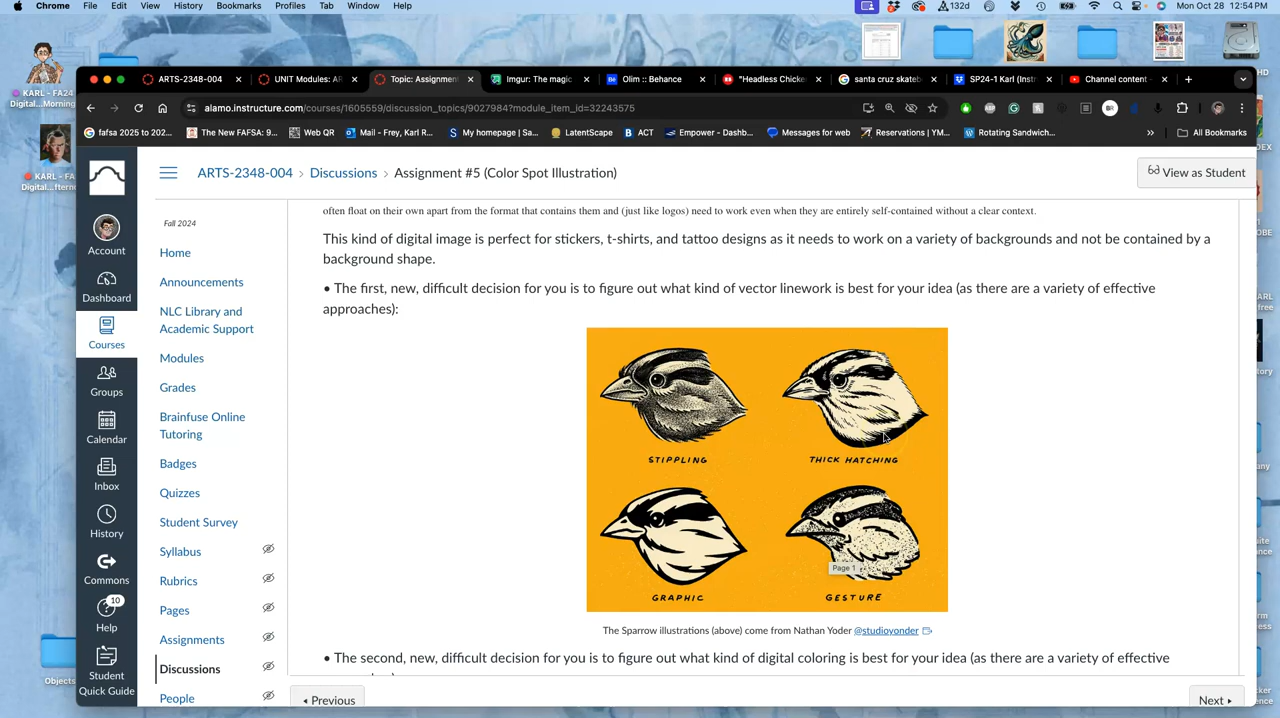 Chrome File Edit View History Bookmarks Profiles Tab Window Help
132d
Mon Oct 28 12:54 PM
ARTS-2348-004
UNIT Modules: AR
Topic: Assignment
Imgur: The magic
Olim :: Behance
"Headless Chicke
santa cruz skateb
SP24-1 Karl (Inst
Channel content
alamo.instructure.com/courses/1605559/discussion_topics/9027984?module_item_id=32243575
fafsa 2025 to 202...
The New FAFSA: 9...
Web QR
Mail - Frey, Karl R...
My homepage | Sa...
LatentScape
ACT
Empower - Dashb...
Messages for web
Reservations | YM...
Rotating Sandwich...
All Bookmarks
KARL - FA24
Digital...Morning
Account
Dashboard
Courses
Groups
Calendar
Inbox
History
Commons
10
Help
Student
Quick Guide
Objects
ARTS-2348-004 › Discussions › Assignment #5 (Color Spot Illustration)
View as Student
Fall 2024
Home
Announcements
NLC Library and
Academic Support
Modules
Grades
Brainfuse Online
Tutoring
Badges
Quizzes
Student Survey
Syllabus
Rubrics
Pages
Assignments
Discussions
People
often float on their own apart from the format that contains them and (just like logos) need to work even when they are entirely self-contained without a clear context.
This kind of digital image is perfect for stickers, t-shirts, and tattoo designs as it needs to work on a variety of backgrounds and not be contained by a
background shape.
• The first, new, difficult decision for you is to figure out what kind of vector linework is best for your idea (as there are a variety of effective
approaches):
STIPPLING
THICK HATCHING
GRAPHIC
Page 1
GESTURE
The Sparrow illustrations (above) come from Nathan Yoder @studioyonder
• The second, new, difficult decision for you is to figure out what kind of digital coloring is best for your idea (as there are a variety of effective
Previous
Next